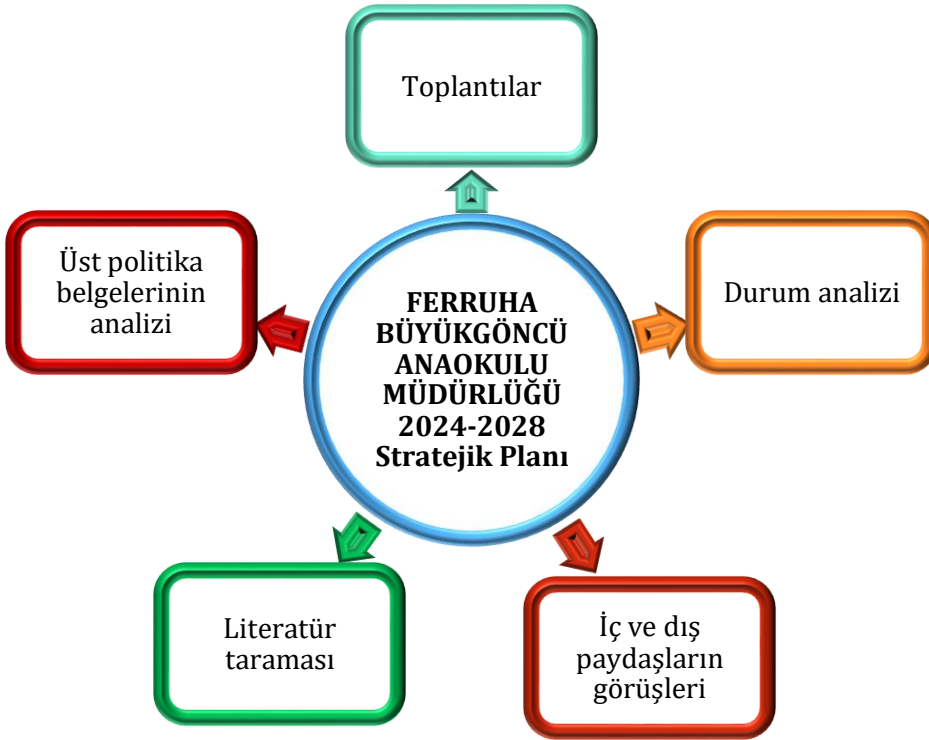 Toplantılar
Üst politika
belgelerinin
analizi
FERRUHA
BÜYÜKGÖNCÜ
ANAOKULU
MÜDÜRLÜĞÜ
2024-2028
Stratejik Planı
Durum analizi
Literatür
taraması
İç ve dış
paydaşların
görüşleri